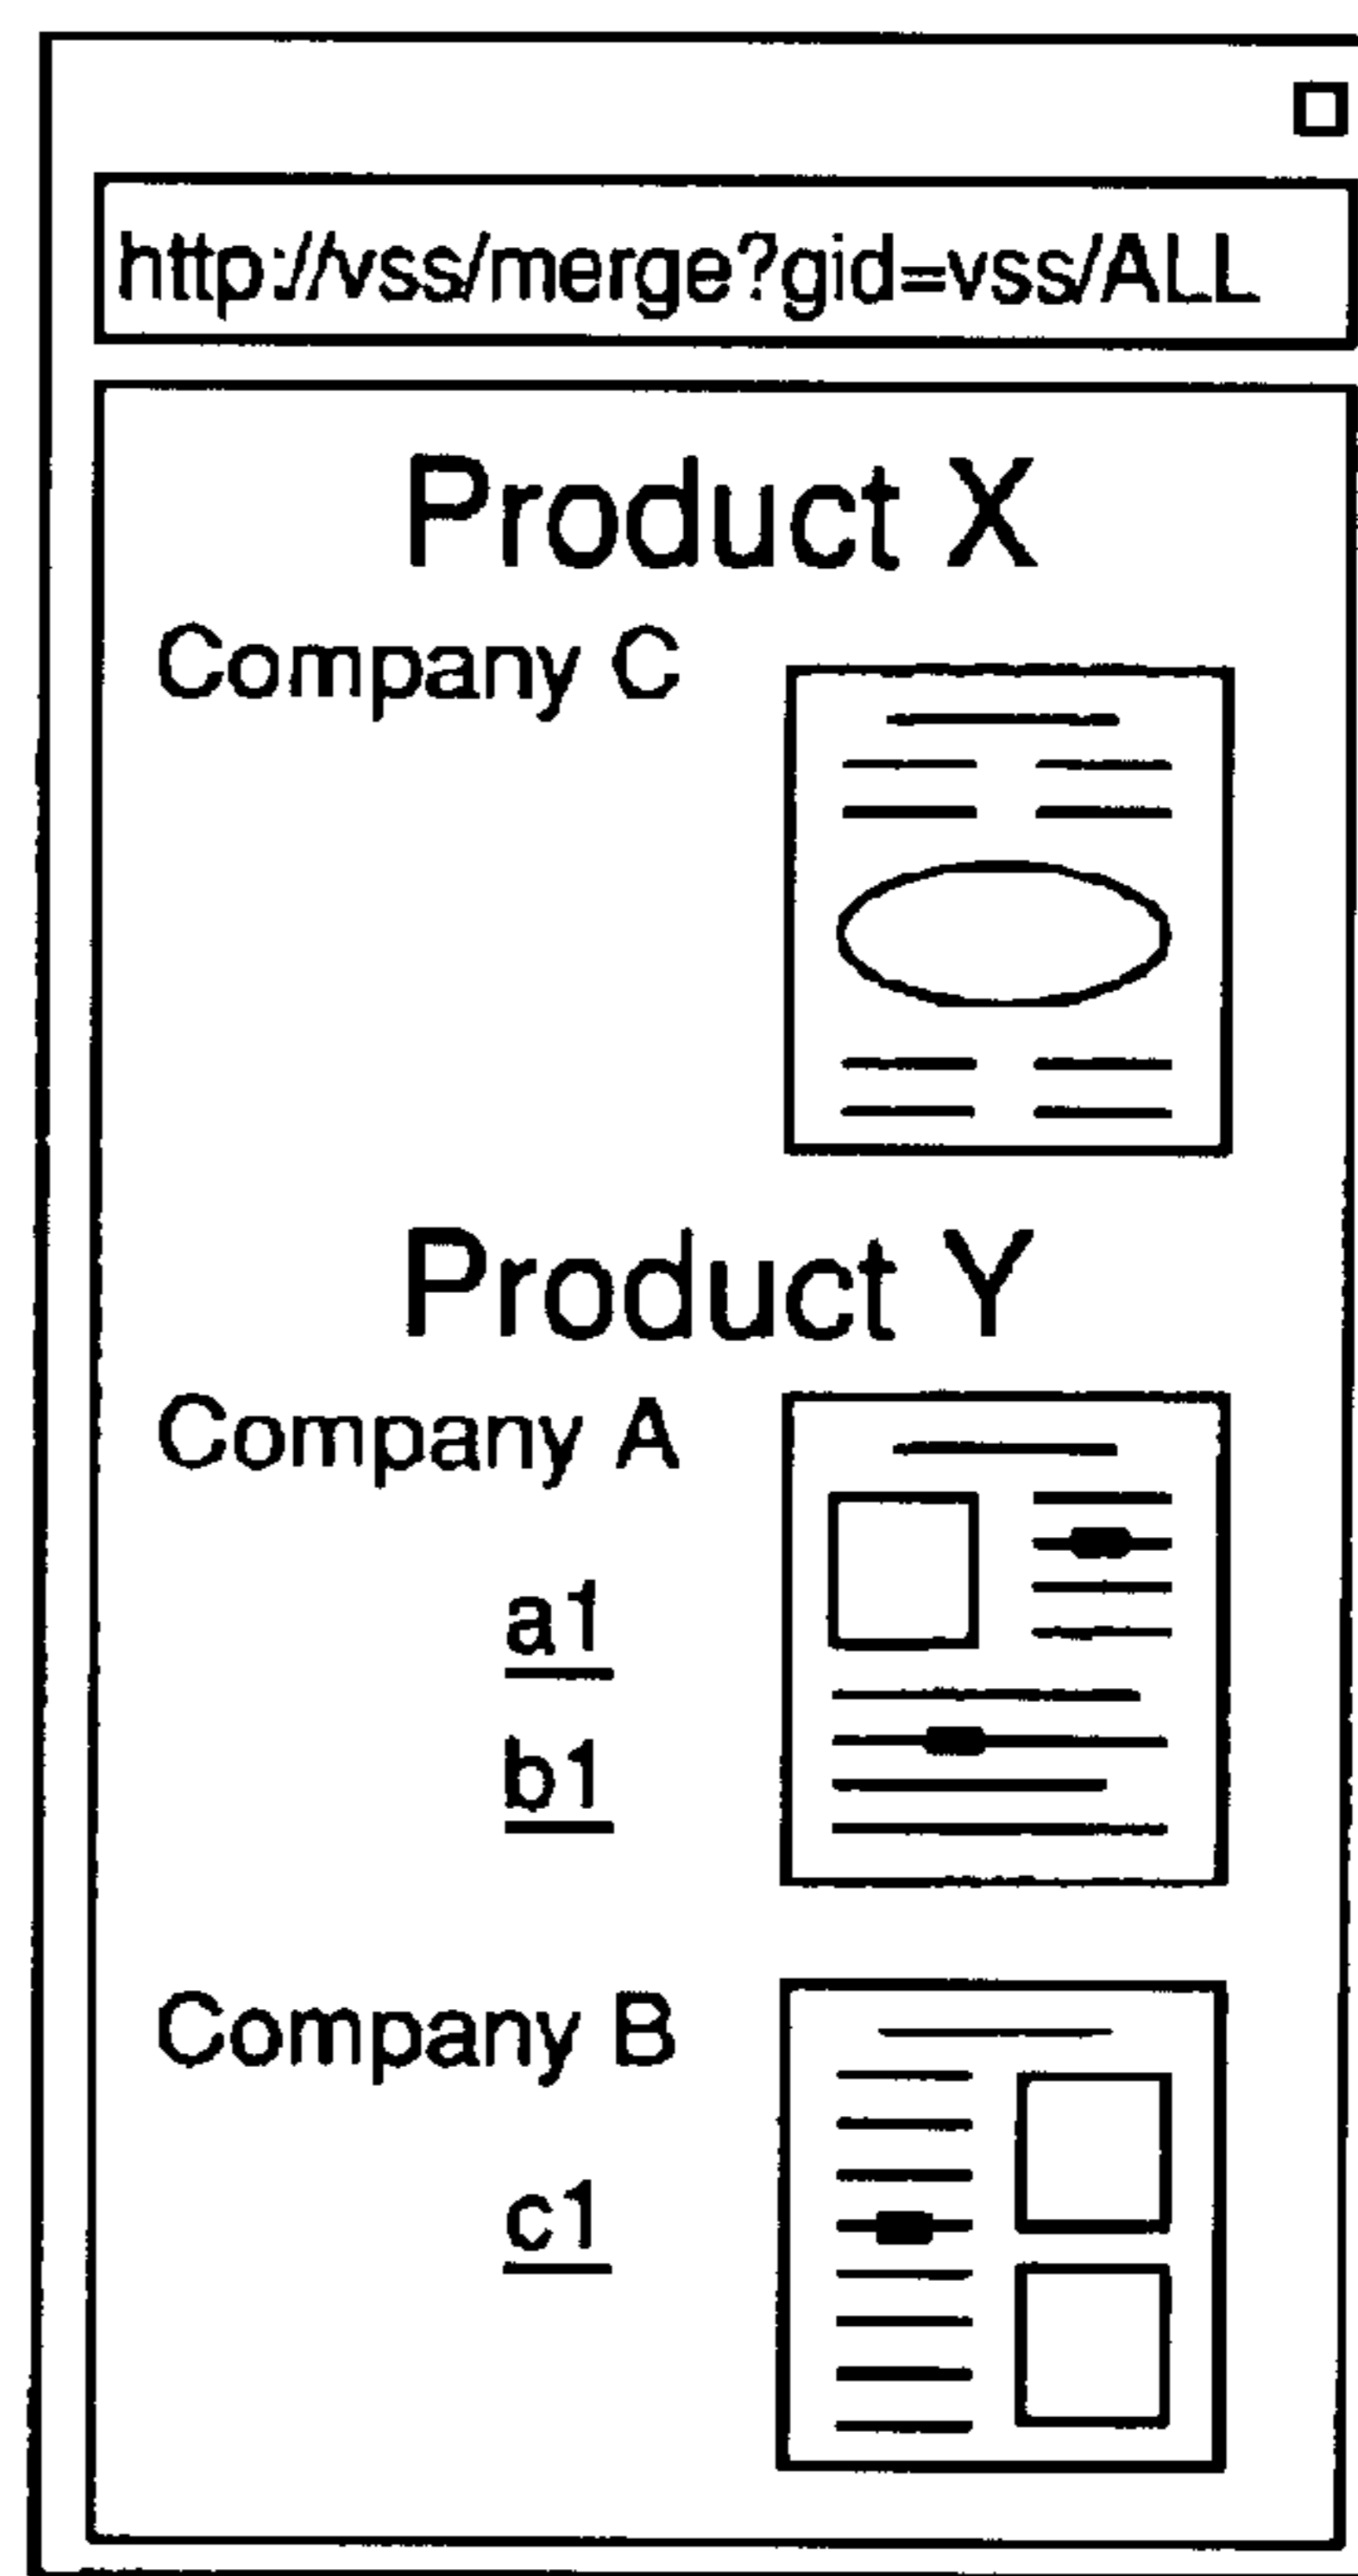 http://vss/merge?gid=vss/ALL
Product X
Company C
Product Y
Company A
a1
b1
Company B
c1